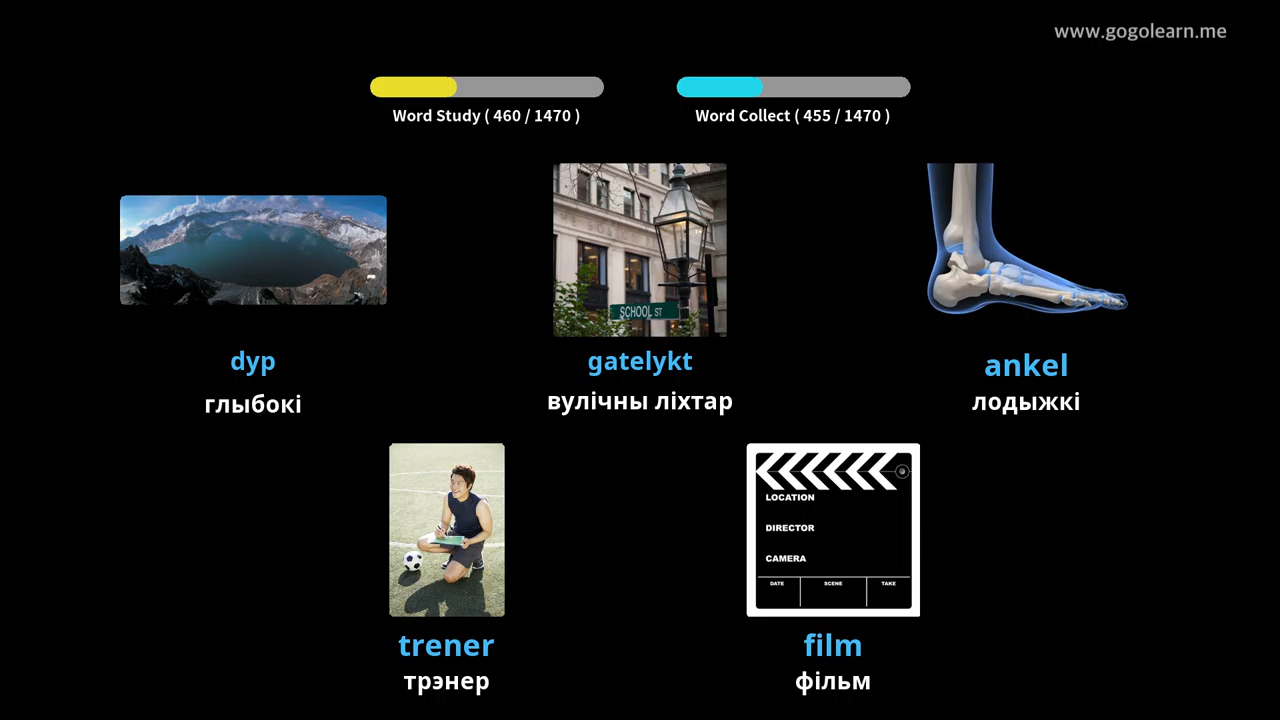 www.gogolearn.me
Word Study ( 460 / 1470 )
Word Collect ( 455 / 1470 )
SCHOOL ST
dyp
глыбокі
gatelykt
вулічны ліхтар
ankel
лодыжкі
LOCATION
DIRECTOR
CAMERA
DATE SCENE TAKE
trener
трэнер
film
фільм